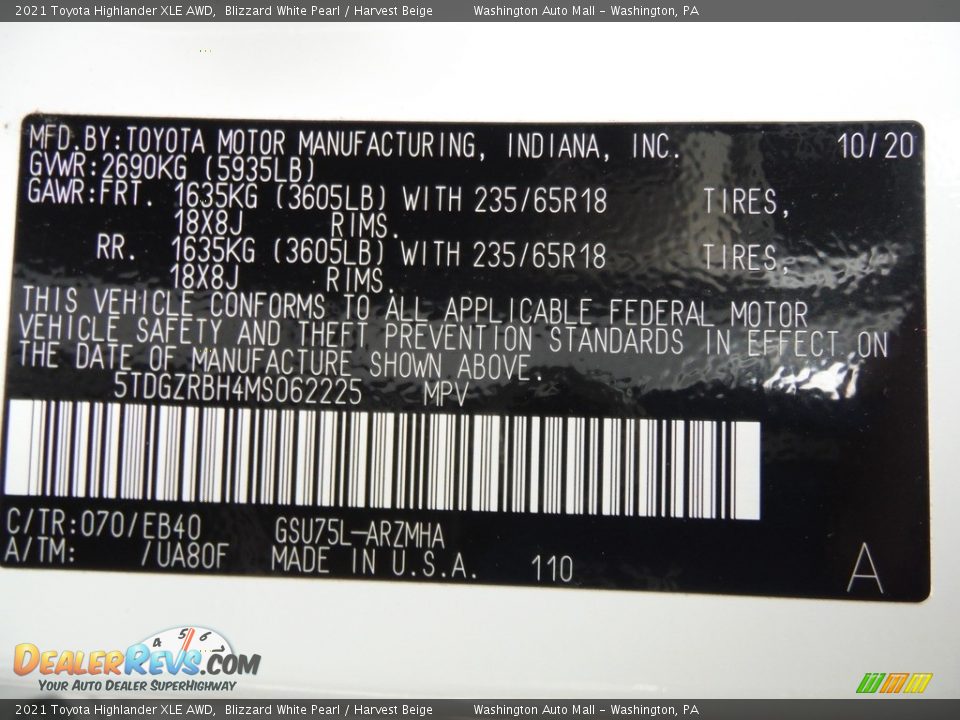 2021 Toyota Highlander XLE AWD, Blizzard White Pearl / Harvest Beige Washington Auto Mall - Washington, PA
MFD.BY:TOYOTA MOTOR MANUFACTURING, INDIANA, INC. 10/20
GVWR:2690KG (5935LB)
GAWR:FRT. 1635KG (3605LB) WITH 235/65R18 TIRES,
18X8J RIMS.
RR. 1635KG (3605LB) WITH 235/65R18 TIRES,
18X8J RIMS.
THIS VEHICLE CONFORMS TO ALL APPLICABLE FEDERAL MOTOR
VEHICLE SAFETY AND THEFT PREVENTION STANDARDS IN EFFECT ON
THE DATE OF MANUFACTURE SHOWN ABOVE.
5TDGZRBH4MS062225 MPV
C/TR:070/EB40 GSU75L-ARZMHA
A/TM: /UA80F MADE IN U.S.A. 110 A
4 5 6 7
DEALERREVS.COM
YOUR AUTO DEALER SUPERHIGHWAY
2021 Toyota Highlander XLE AWD, Blizzard White Pearl / Harvest Beige Washington Auto Mall - Washington, PA